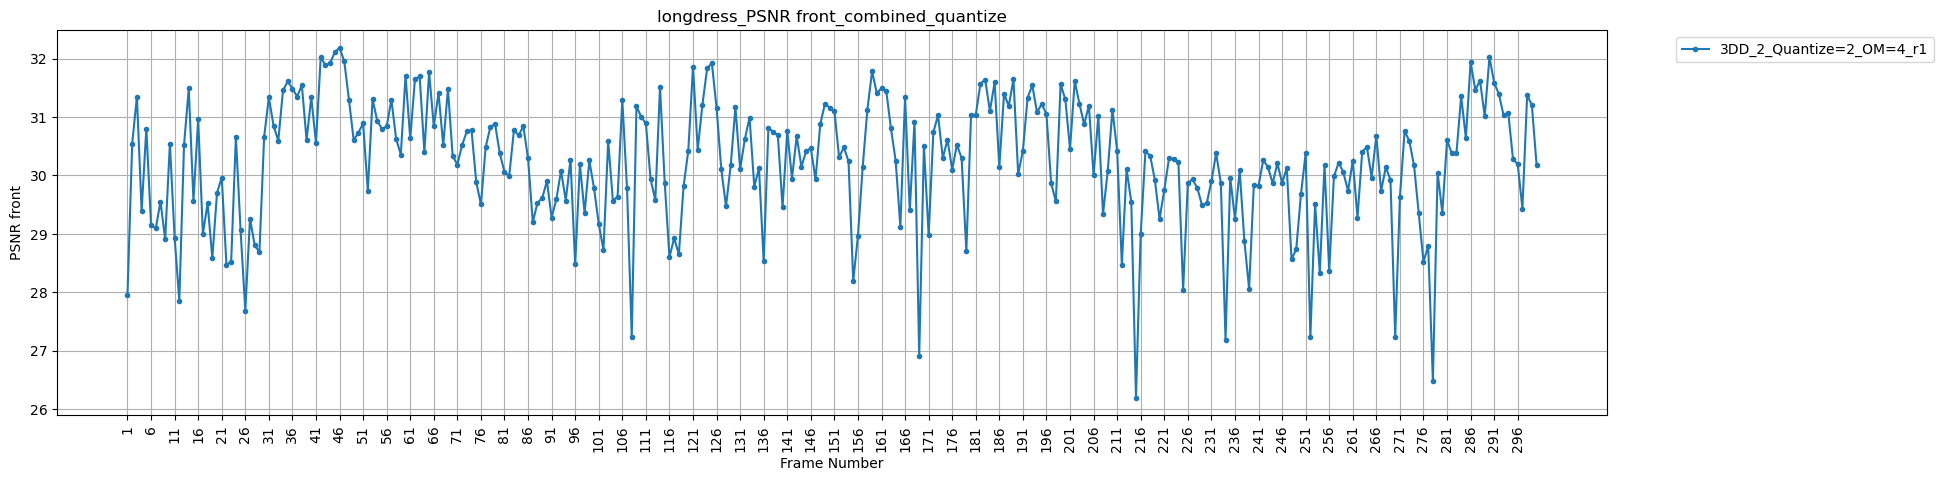 longdress_PSNR front_combined_quantize
3DD_2_Quantize=2_OM=4_r1
PSNR front
32
31
30
29
28
27
26
1 6 11 16 21 26 31 36 41 46 51 56 61 66 71 76 81 86 91 96 101 106 111 116 121 126 131 136 141 146 151 156 161 166 171 176 181 186 191 196 201 206 211 216 221 226 231 236 241 246 251 256 261 266 271 276 281 286 291 296
Frame Number